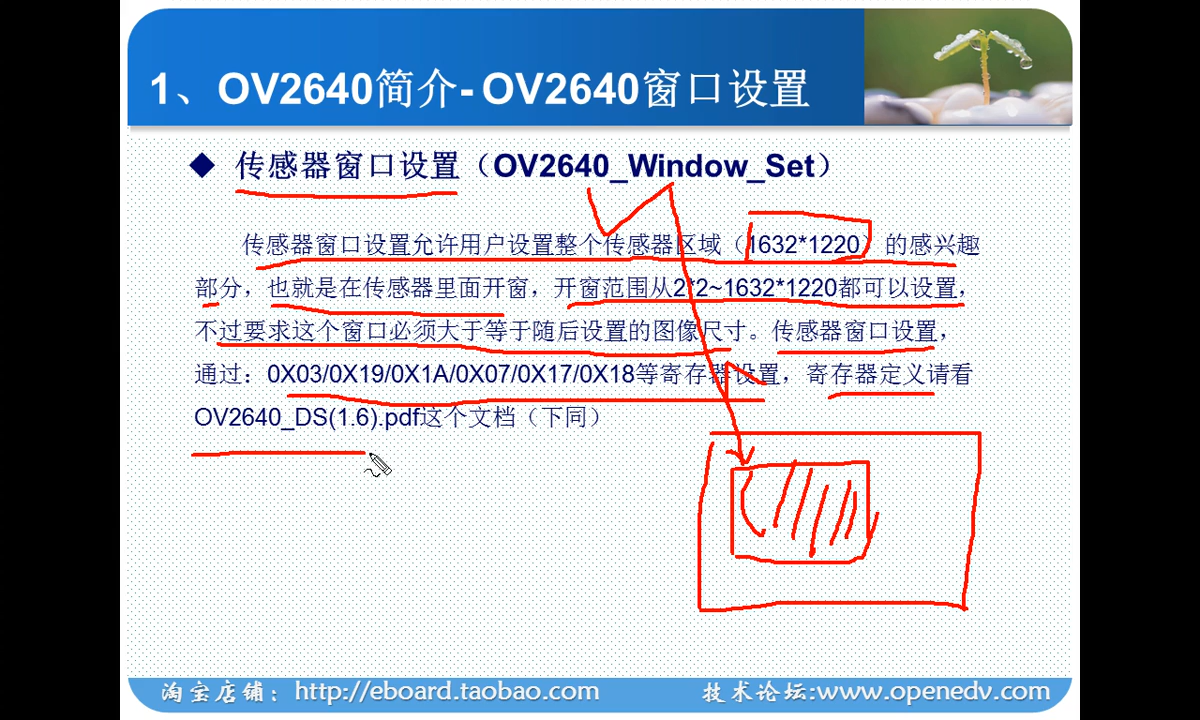 1、OV2640简介- OV2640窗口设置
传感器窗口设置（OV2640_Window_Set）
传感器窗口设置允许用户设置整个传感器区域（1632*1220）的感兴趣
部分，也就是在传感器里面开窗，开窗范围从2*2~1632*1220都可以设置，
不过要求这个窗口必须大于等于随后设置的图像尺寸。传感器窗口设置，
通过：0X03/0X19/0X1A/0X07/0X17/0X18等寄存器设置，寄存器定义请看
OV2640_DS(1.6).pdf这个文档（下同）
淘宝店铺：http://eboard.taobao.com 技术论坛:www.openedv.com